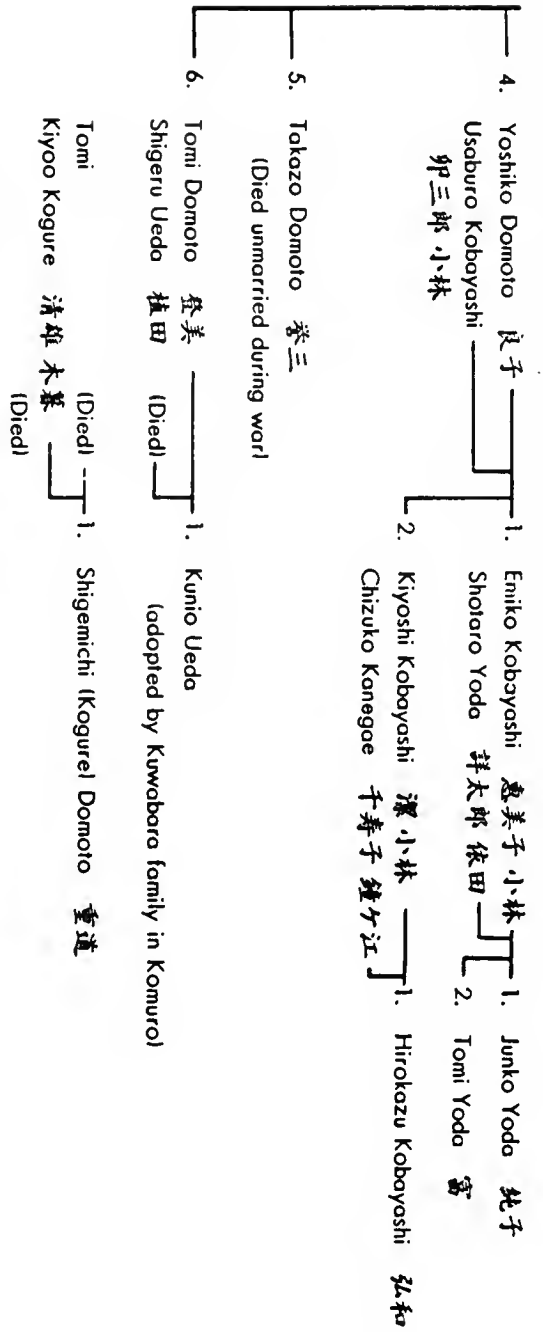 4. Yoshiko Domoto 良子
Usaburo Kobayashi
卯三郎 小林
1. Emiko Kobayashi 惠美子 小林
Shotaro Yoda 詳太郎 依田
1. Junko Yoda 純子
2. Tomi Yoda 富
2. Kiyoshi Kobayashi 潔 小林
Chizuko Kanegae 千寿子 鐘ケ江
1. Hirokazu Kobayashi 弘和
5. Takazo Domoto 誉三
(Died unmarried during war)
6. Tomi Domoto 登美
Shigeru Ueda 植田 (Died)
1. Kunio Ueda
(adopted by Kuwabara family in Komuro)
Tomi (Died)
Kiyoo Kogure 清雄 木暮
(Died)
1. Shigemichi (Kogure) Domoto 重道